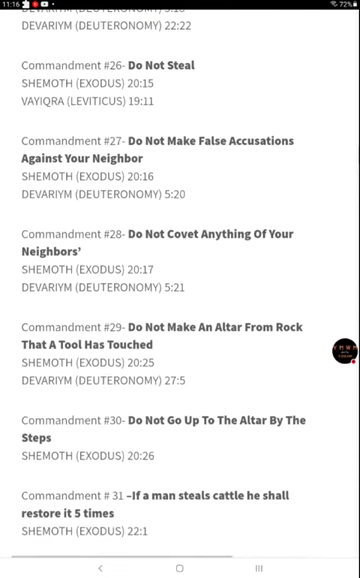 11:16
72%
DEVARIYM (DEUTERONOMY) 5:18
DEVARIYM (DEUTERONOMY) 22:22
Commandment #26- Do Not Steal
SHEMOTH (EXODUS) 20:15
VAYIQRA (LEVITICUS) 19:11
Commandment #27- Do Not Make False Accusations
Against Your Neighbor
SHEMOTH (EXODUS) 20:16
DEVARIYM (DEUTERONOMY) 5:20
Commandment #28- Do Not Covet Anything Of Your
Neighbors’
SHEMOTH (EXODUS) 20:17
DEVARIYM (DEUTERONOMY) 5:21
Commandment #29- Do Not Make An Altar From Rock
That A Tool Has Touched
SHEMOTH (EXODUS) 20:25
DEVARIYM (DEUTERONOMY) 27:5
Commandment #30- Do Not Go Up To The Altar By The
Steps
SHEMOTH (EXODUS) 20:26
Commandment # 31 –If a man steals cattle he shall
restore it 5 times
SHEMOTH (EXODUS) 22:1